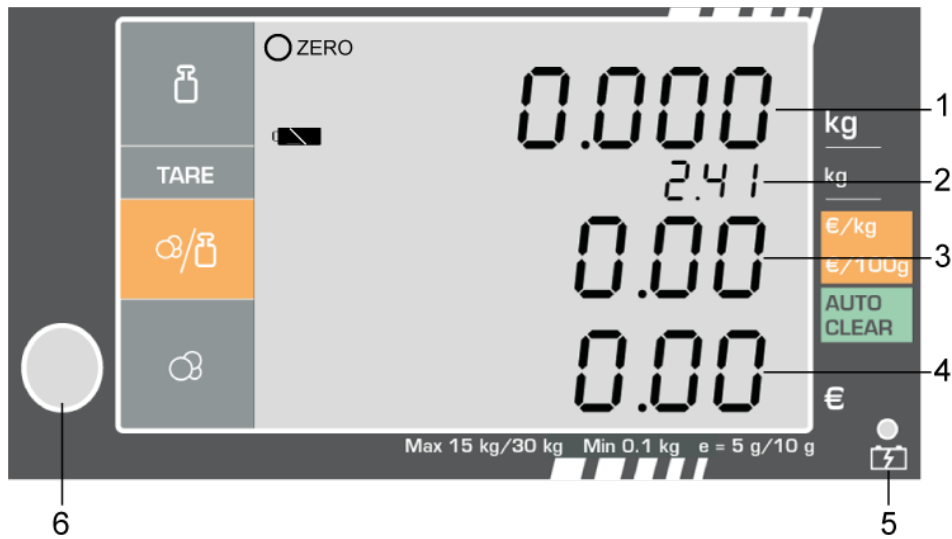 ZERO
0.000
kg
1
TARE
2.41
kg
2
0.00
€/kg
€/100g
3
AUTO
CLEAR
0.00
€
4
Max 15 kg/30 kg Min 0.1 kg e = 5 g/10 g
6
5